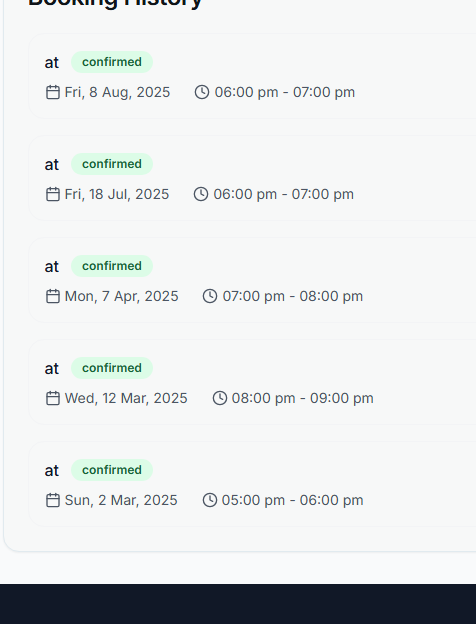 Booking History
at confirmed
Fri, 8 Aug, 2025 06:00 pm - 07:00 pm
at confirmed
Fri, 18 Jul, 2025 06:00 pm - 07:00 pm
at confirmed
Mon, 7 Apr, 2025 07:00 pm - 08:00 pm
at confirmed
Wed, 12 Mar, 2025 08:00 pm - 09:00 pm
at confirmed
Sun, 2 Mar, 2025 05:00 pm - 06:00 pm